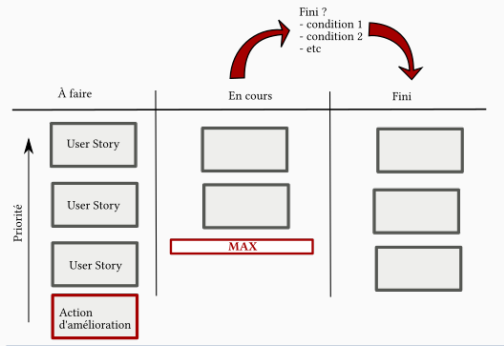 Fini ?
- condition 1
- condition 2
- etc
À faire
En cours
Fini
Priorité
User Story
User Story
User Story
Action
d'amélioration
MAX